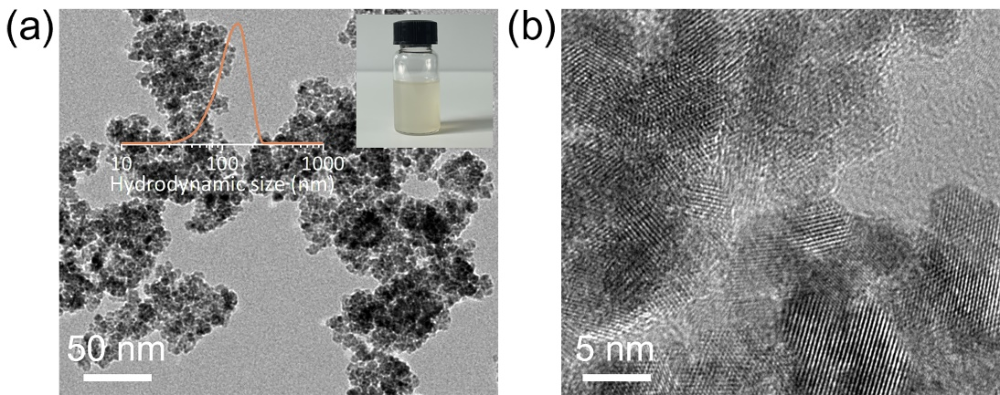 (a)
10 100 1000
Hydrodynamic size (nm)
50 nm
(b)
5 nm